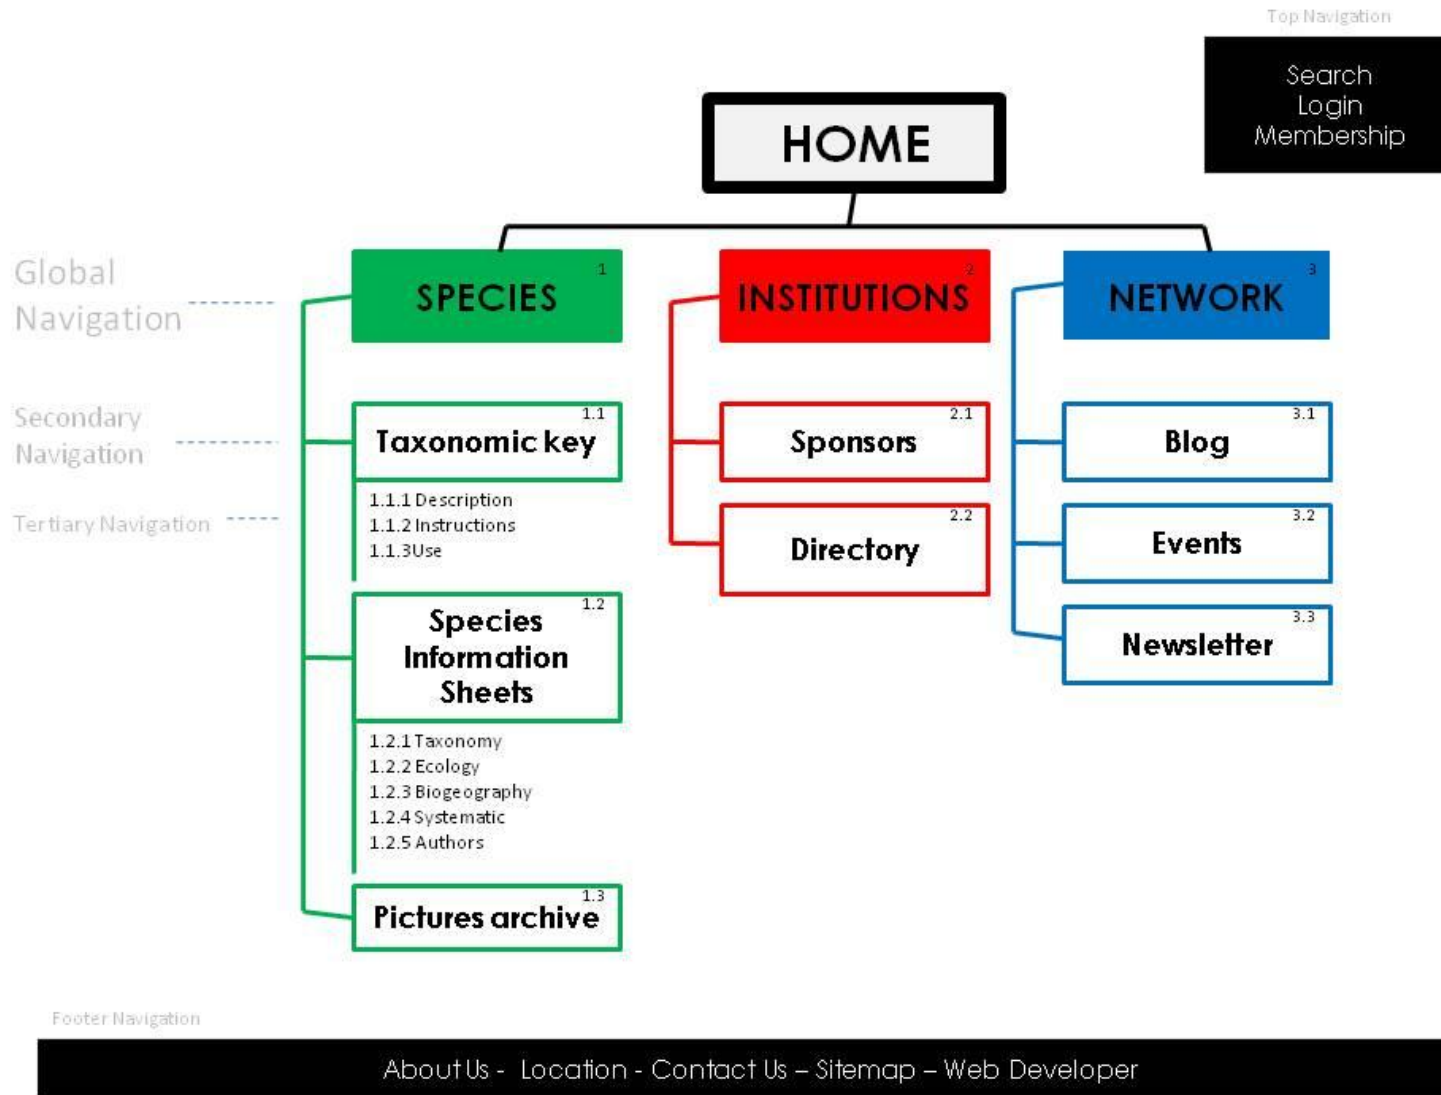 Top Navigation
Search
Login
Membership
HOME
Global
Navigation
Secondary
Navigation
Tertiary Navigation
1
SPECIES
1.1
Taxonomic key
1.1.1 Description
1.1.2 Instructions
1.1.3Use
1.2
Species
Information
Sheets
1.2.1 Taxonomy
1.2.2 Ecology
1.2.3 Biogeography
1.2.4 Systematic
1.2.5 Authors
1.3
Pictures archive
2
INSTITUTIONS
2.1
Sponsors
2.2
Directory
3
NETWORK
3.1
Blog
3.2
Events
3.3
Newsletter
Footer Navigation
About Us - Location - Contact Us – Sitemap – Web Developer